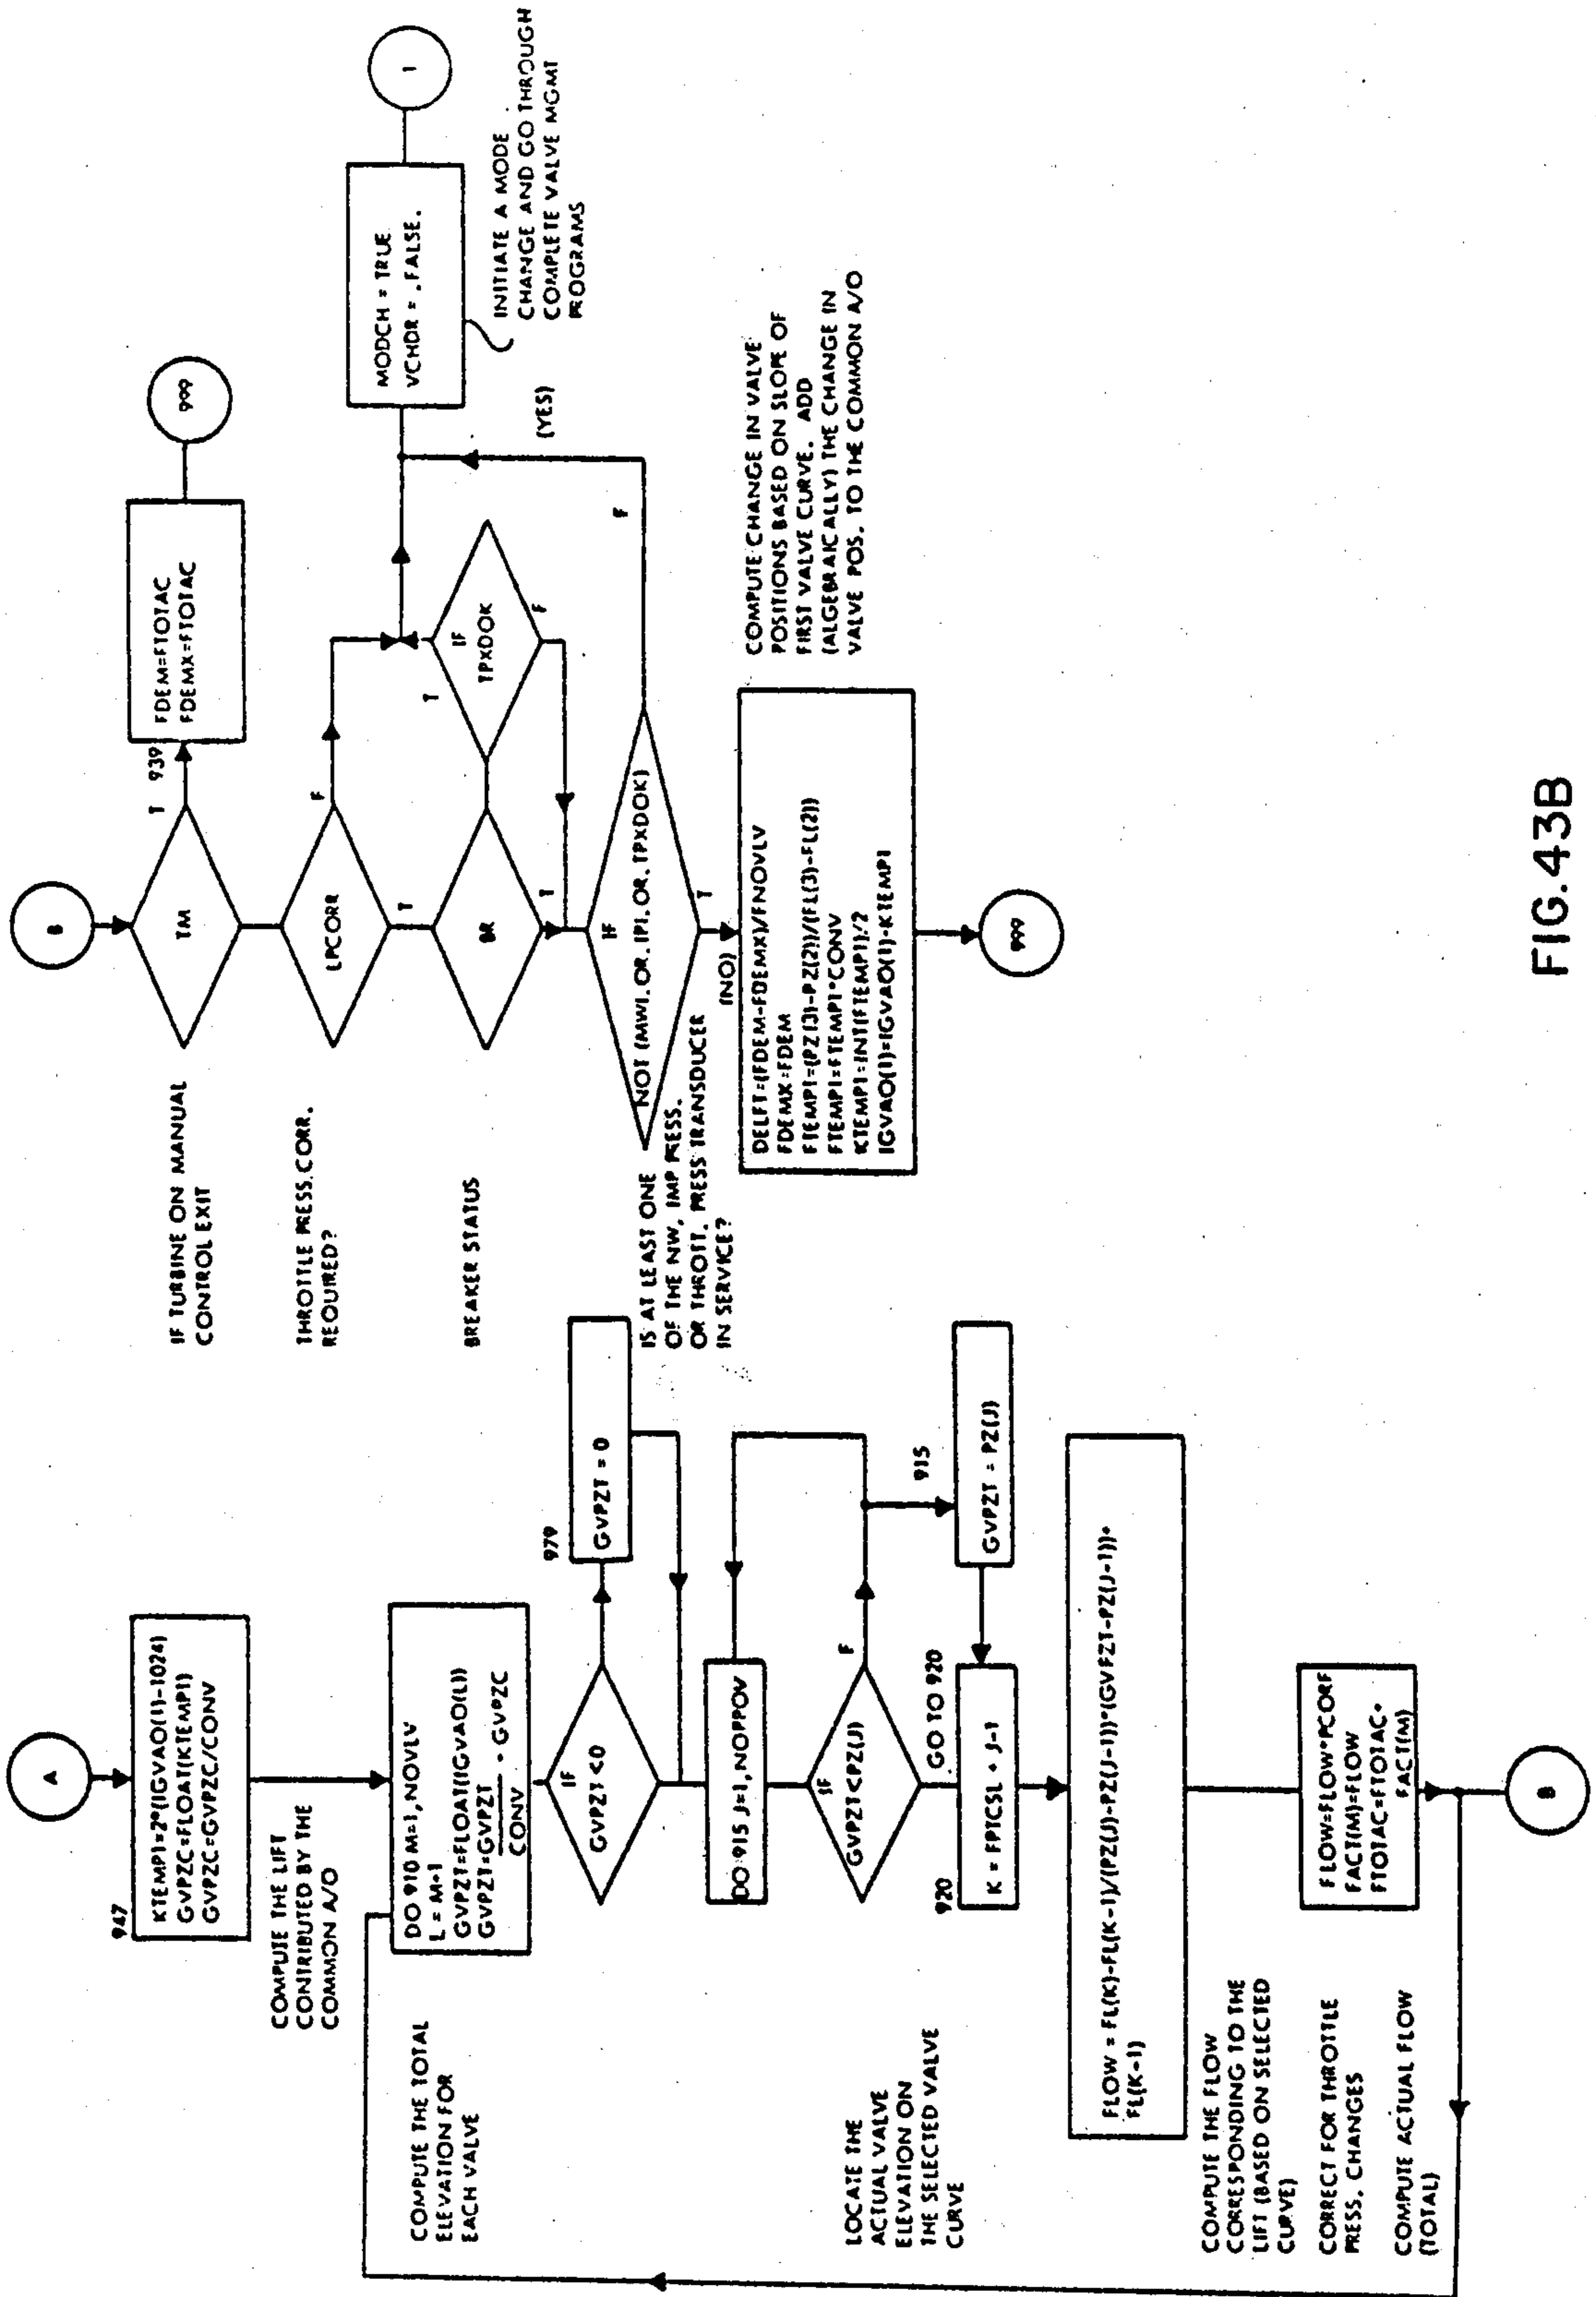 A
947
KTEMP1=2*(IGVAO(1)-1024)
GVPZC=FLOAT(KTEMP1)
GVPZC=GVPZC/CONV
COMPUTE THE LIFT
CONTRIBUTED BY THE
COMMON A/O
DO 910 M=1,NOVLV
L = M+1
GVPZT=FLOAT(IGVAO(L))
GVPZT=GVPZT + GVPZC
CONV
COMPUTE THE TOTAL
ELEVATION FOR
EACH VALVE
IF
GVPZT <0
979
GVPZT = 0
DO 915 J=1,NOPPOV
IF
GVPZT<PZ(J)
F
915
GVPZT = PZ(J)
GO TO 920
920
K = FPICSL + J-1
LOCATE THE
ACTUAL VALVE
ELEVATION ON
THE SELECTED VALVE
CURVE
FLOW = FL(K)-FL(K-1)/(PZ(J)-PZ(J-1))*(GVPZT-PZ(J-1))+
FL(K-1)
COMPUTE THE FLOW
CORRESPONDING TO THE
LIFT (BASED ON SELECTED
CURVE)
FLOW=FLOW*PCORF
FACT(M)=FLOW
FTOTAC=FTOTAC+
FACT(M)
CORRECT FOR THROTTLE
PRESS. CHANGES
COMPUTE ACTUAL FLOW
(TOTAL)
B
B
IF TURBINE ON MANUAL
CONTROL EXIT
TM
T 939
FDEM=FTOTAC
FDEMX=FTOTAC
999
THROTTLE PRESS. CORR.
REQUIRED?
LPCORR
F
T
BREAKER STATUS
BR
T
T
IF
TPXDOK
F
MODCH = TRUE
VCHDR = .FALSE.
1
INITIATE A MODE
CHANGE AND GO THROUGH
COMPLETE VALVE MGMT
PROGRAMS
IS AT LEAST ONE
OF THE NW, IMP PRESS.
OR THROTT. PRESS TRANSDUCER
IN SERVICE?
IF
NOT (MWI. OR. IPI. OR. TPXDOK)
F
(YES)
T
(NO)
DELFT=(FDEM-FDEMX)/FNOVLV
FDEMX=FDEM
FTEMP1=(PZ(3)-PZ(2))/(FL(3)-FL(2))
FTEMP1=FTEMP1*CONV
KTEMP1=INT(FTEMP1)/2
IGVAO(1)=IGVAO(1)+KTEMP1
COMPUTE CHANGE IN VALVE
POSITIONS BASED ON SLOPE OF
FIRST VALVE CURVE. ADD
(ALGEBRAICALLY) THE CHANGE IN
VALVE POS. TO THE COMMON A/O
999
FIG.43B